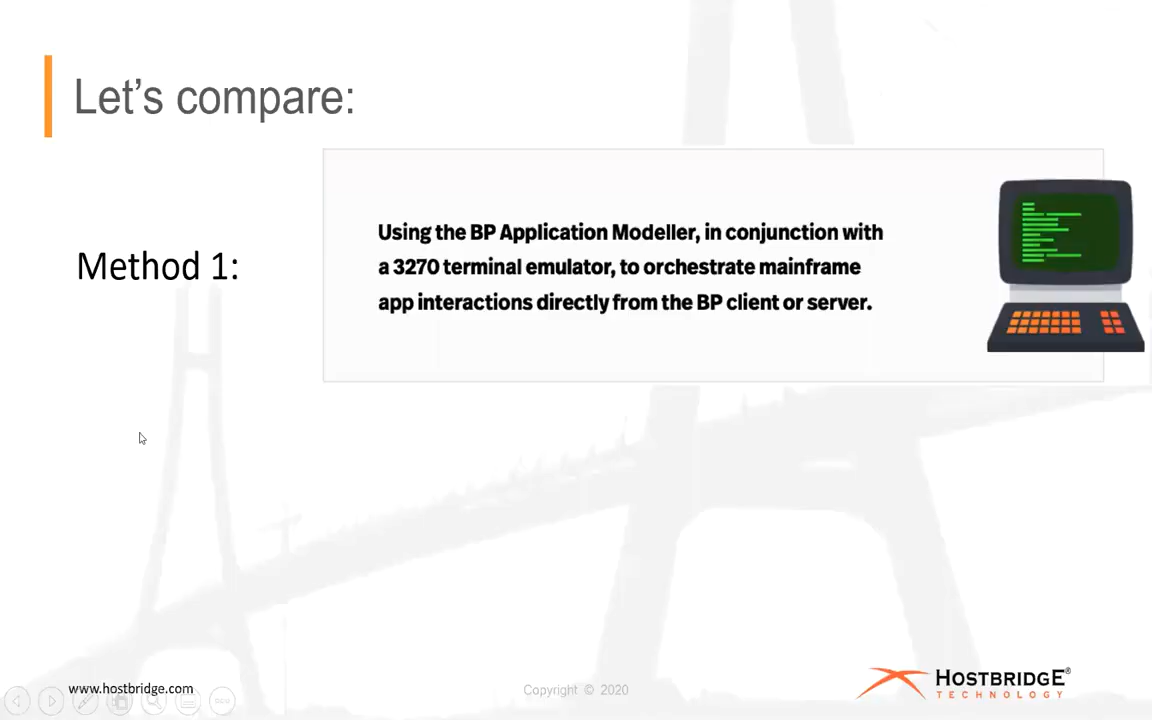 Let's compare:
Method 1:
Using the BP Application Modeller, in conjunction with
a 3270 terminal emulator, to orchestrate mainframe
app interactions directly from the BP client or server.
www.hostbridge.com
Copyright © 2020
HOSTBRIDGE®
TECHNOLOGY